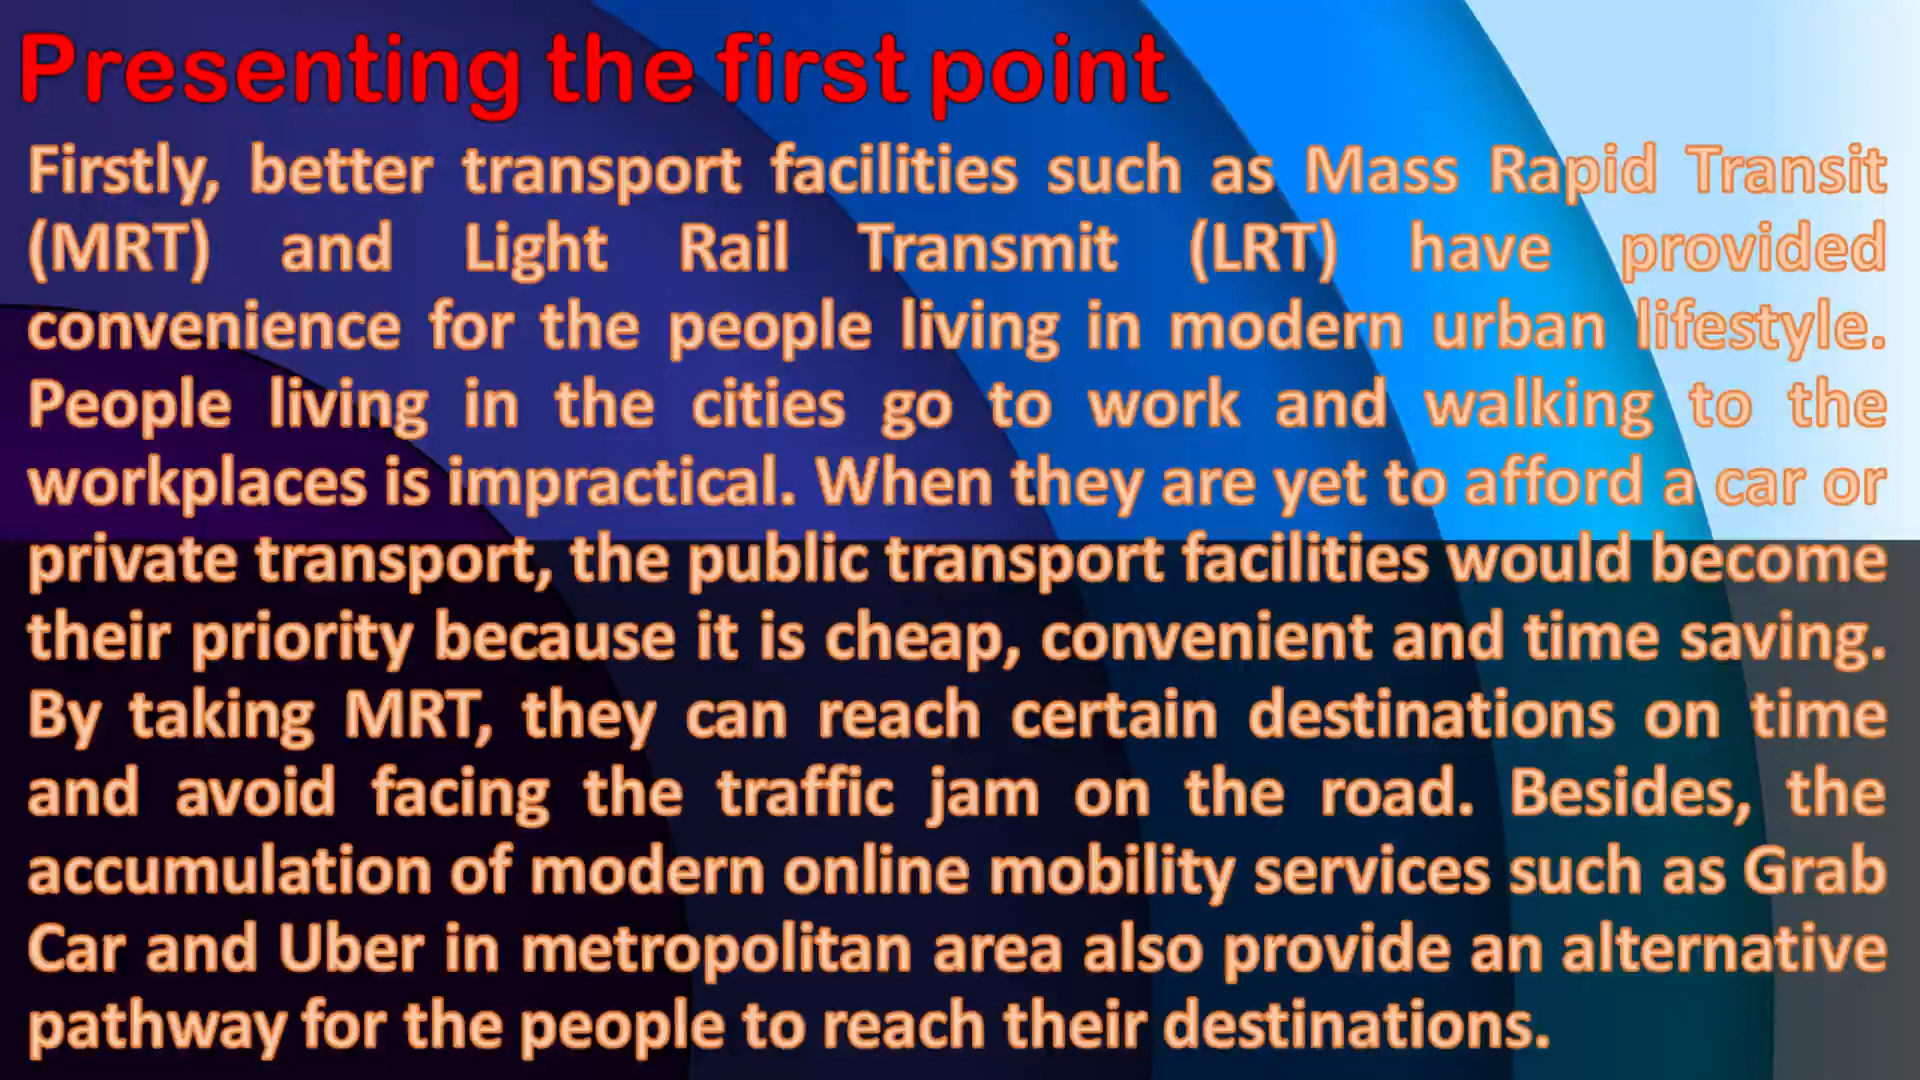 Presenting the first point
Firstly, better transport facilities such as Mass Rapid Transit
(MRT) and Light Rail Transmit (LRT) have provided
convenience for the people living in modern urban lifestyle.
People living in the cities go to work and walking to the
workplaces is impractical. When they are yet to afford a car or
private transport, the public transport facilities would become
their priority because it is cheap, convenient and time saving.
By taking MRT, they can reach certain destinations on time
and avoid facing the traffic jam on the road. Besides, the
accumulation of modern online mobility services such as Grab
Car and Uber in metropolitan area also provide an alternative
pathway for the people to reach their destinations.